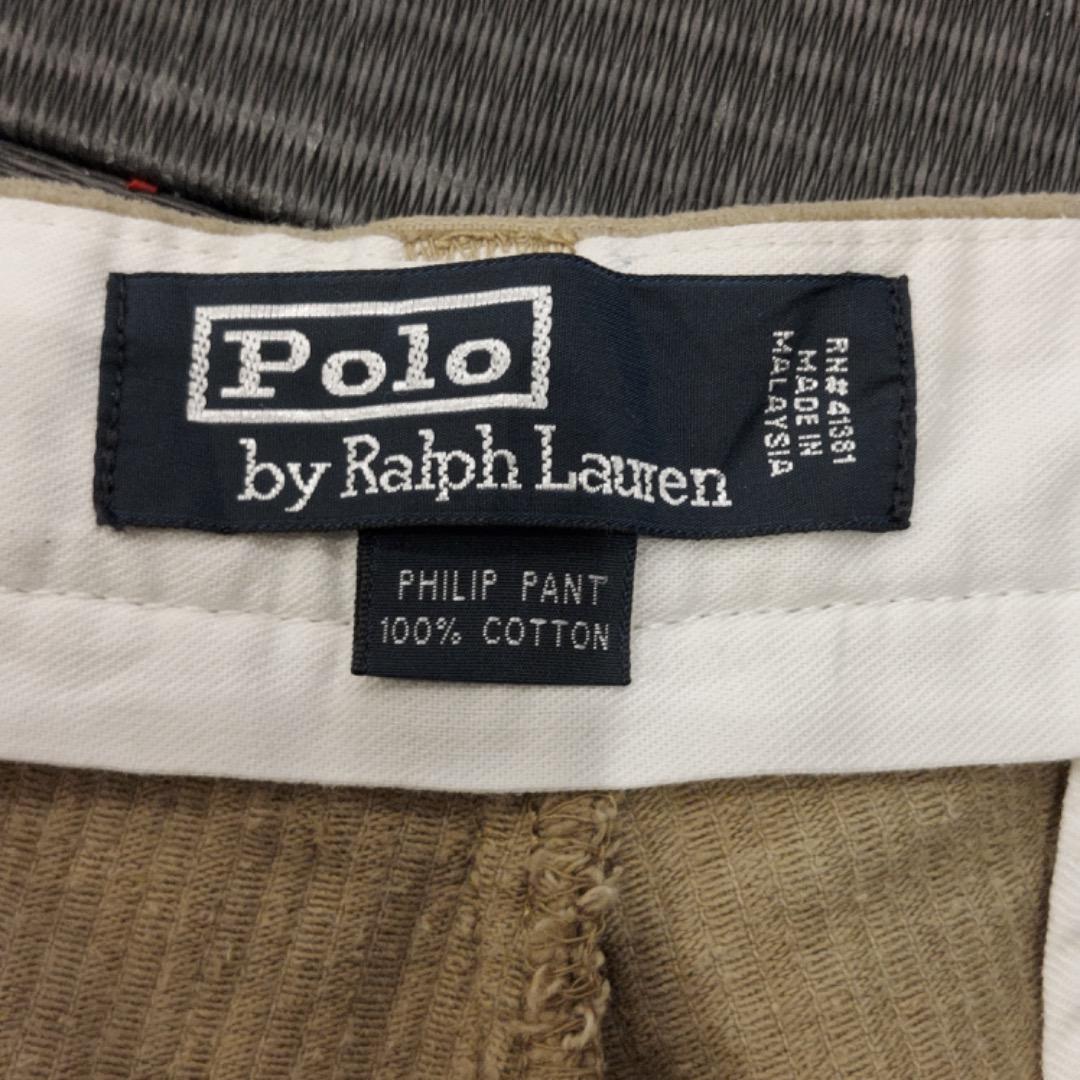 Polo
by Ralph Lauren
RN#41381
MADE IN
MALAYSIA
PHILIP PANT
100% COTTON